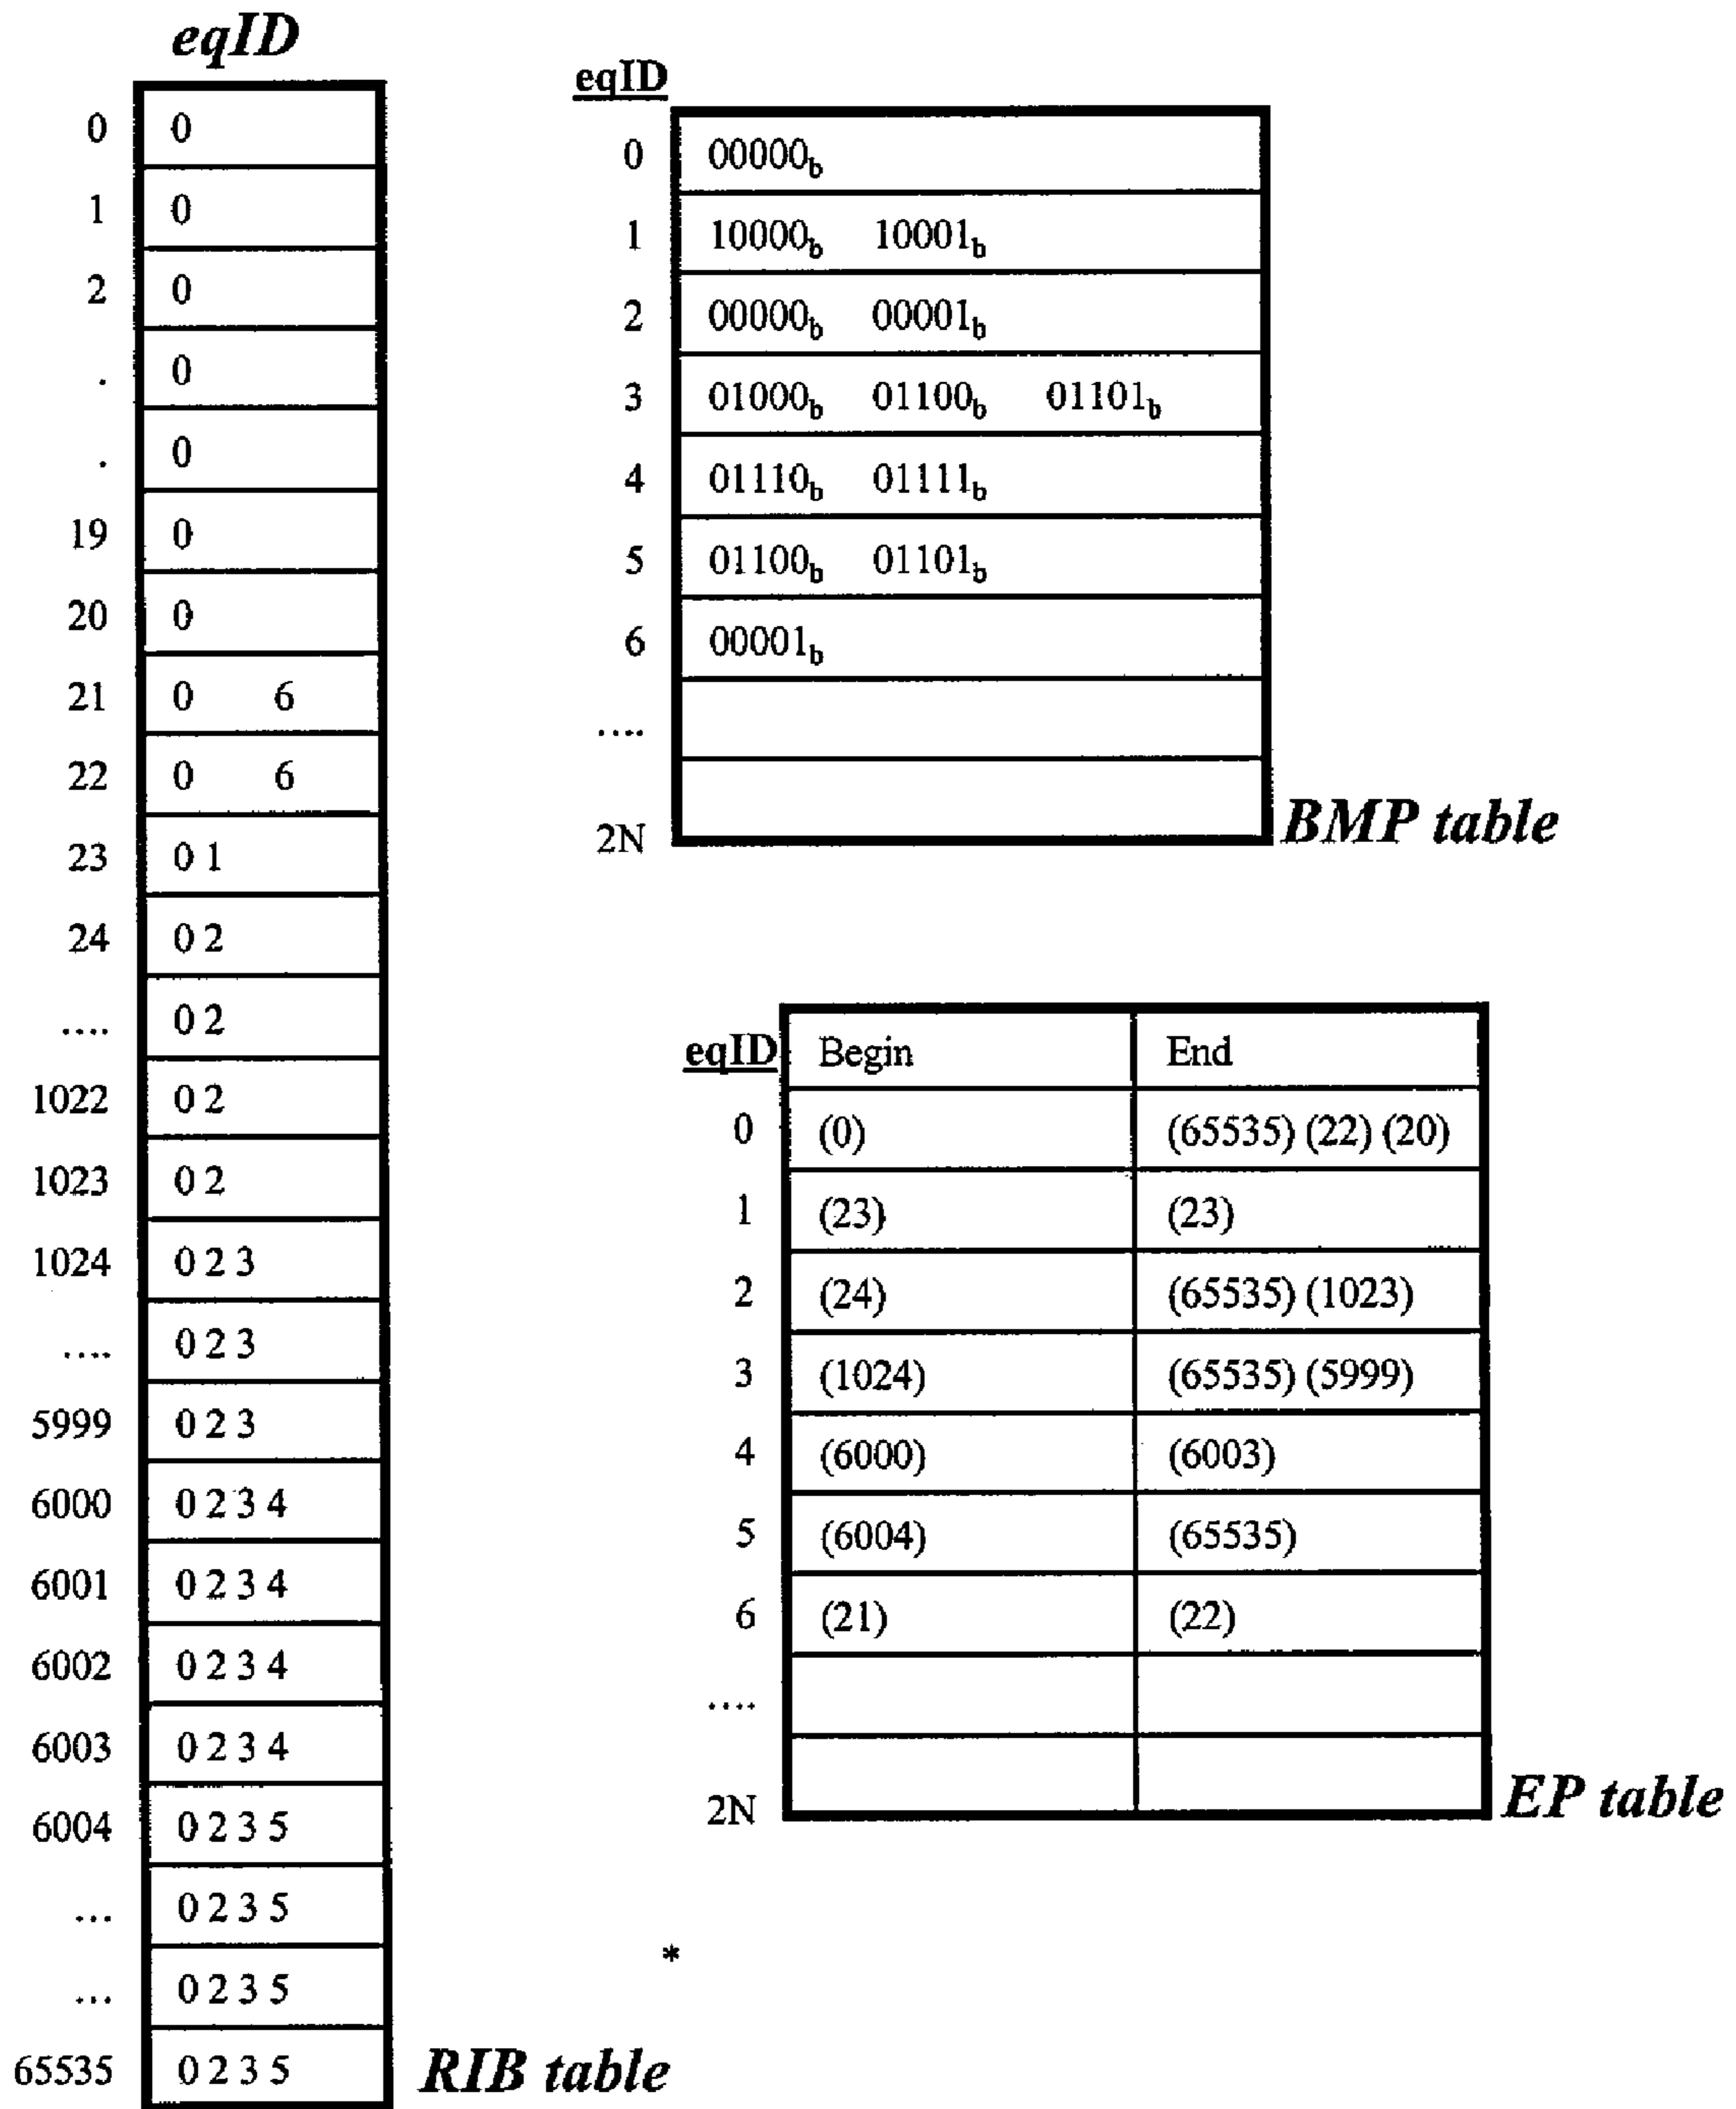 eqID
0 0
1 0
2 0
. 0
. 0
19 0
20 0
21 0 6
22 0 6
23 0 1
24 0 2
.... 0 2
1022 0 2
1023 0 2
1024 0 2 3
.... 0 2 3
5999 0 2 3
6000 0 2 3 4
6001 0 2 3 4
6002 0 2 3 4
6003 0 2 3 4
6004 0 2 3 5
... 0 2 3 5
... 0 2 3 5
65535 0 2 3 5
RIB table
eqID
0 00000b
1 10000b 10001b
2 00000b 00001b
3 01000b 01100b 01101b
4 01110b 01111b
5 01100b 01101b
6 00001b
....
2N
BMP table
eqID Begin End
0 (0) (65535) (22) (20)
1 (23) (23)
2 (24) (65535) (1023)
3 (1024) (65535) (5999)
4 (6000) (6003)
5 (6004) (65535)
6 (21) (22)
....
2N
EP table
*